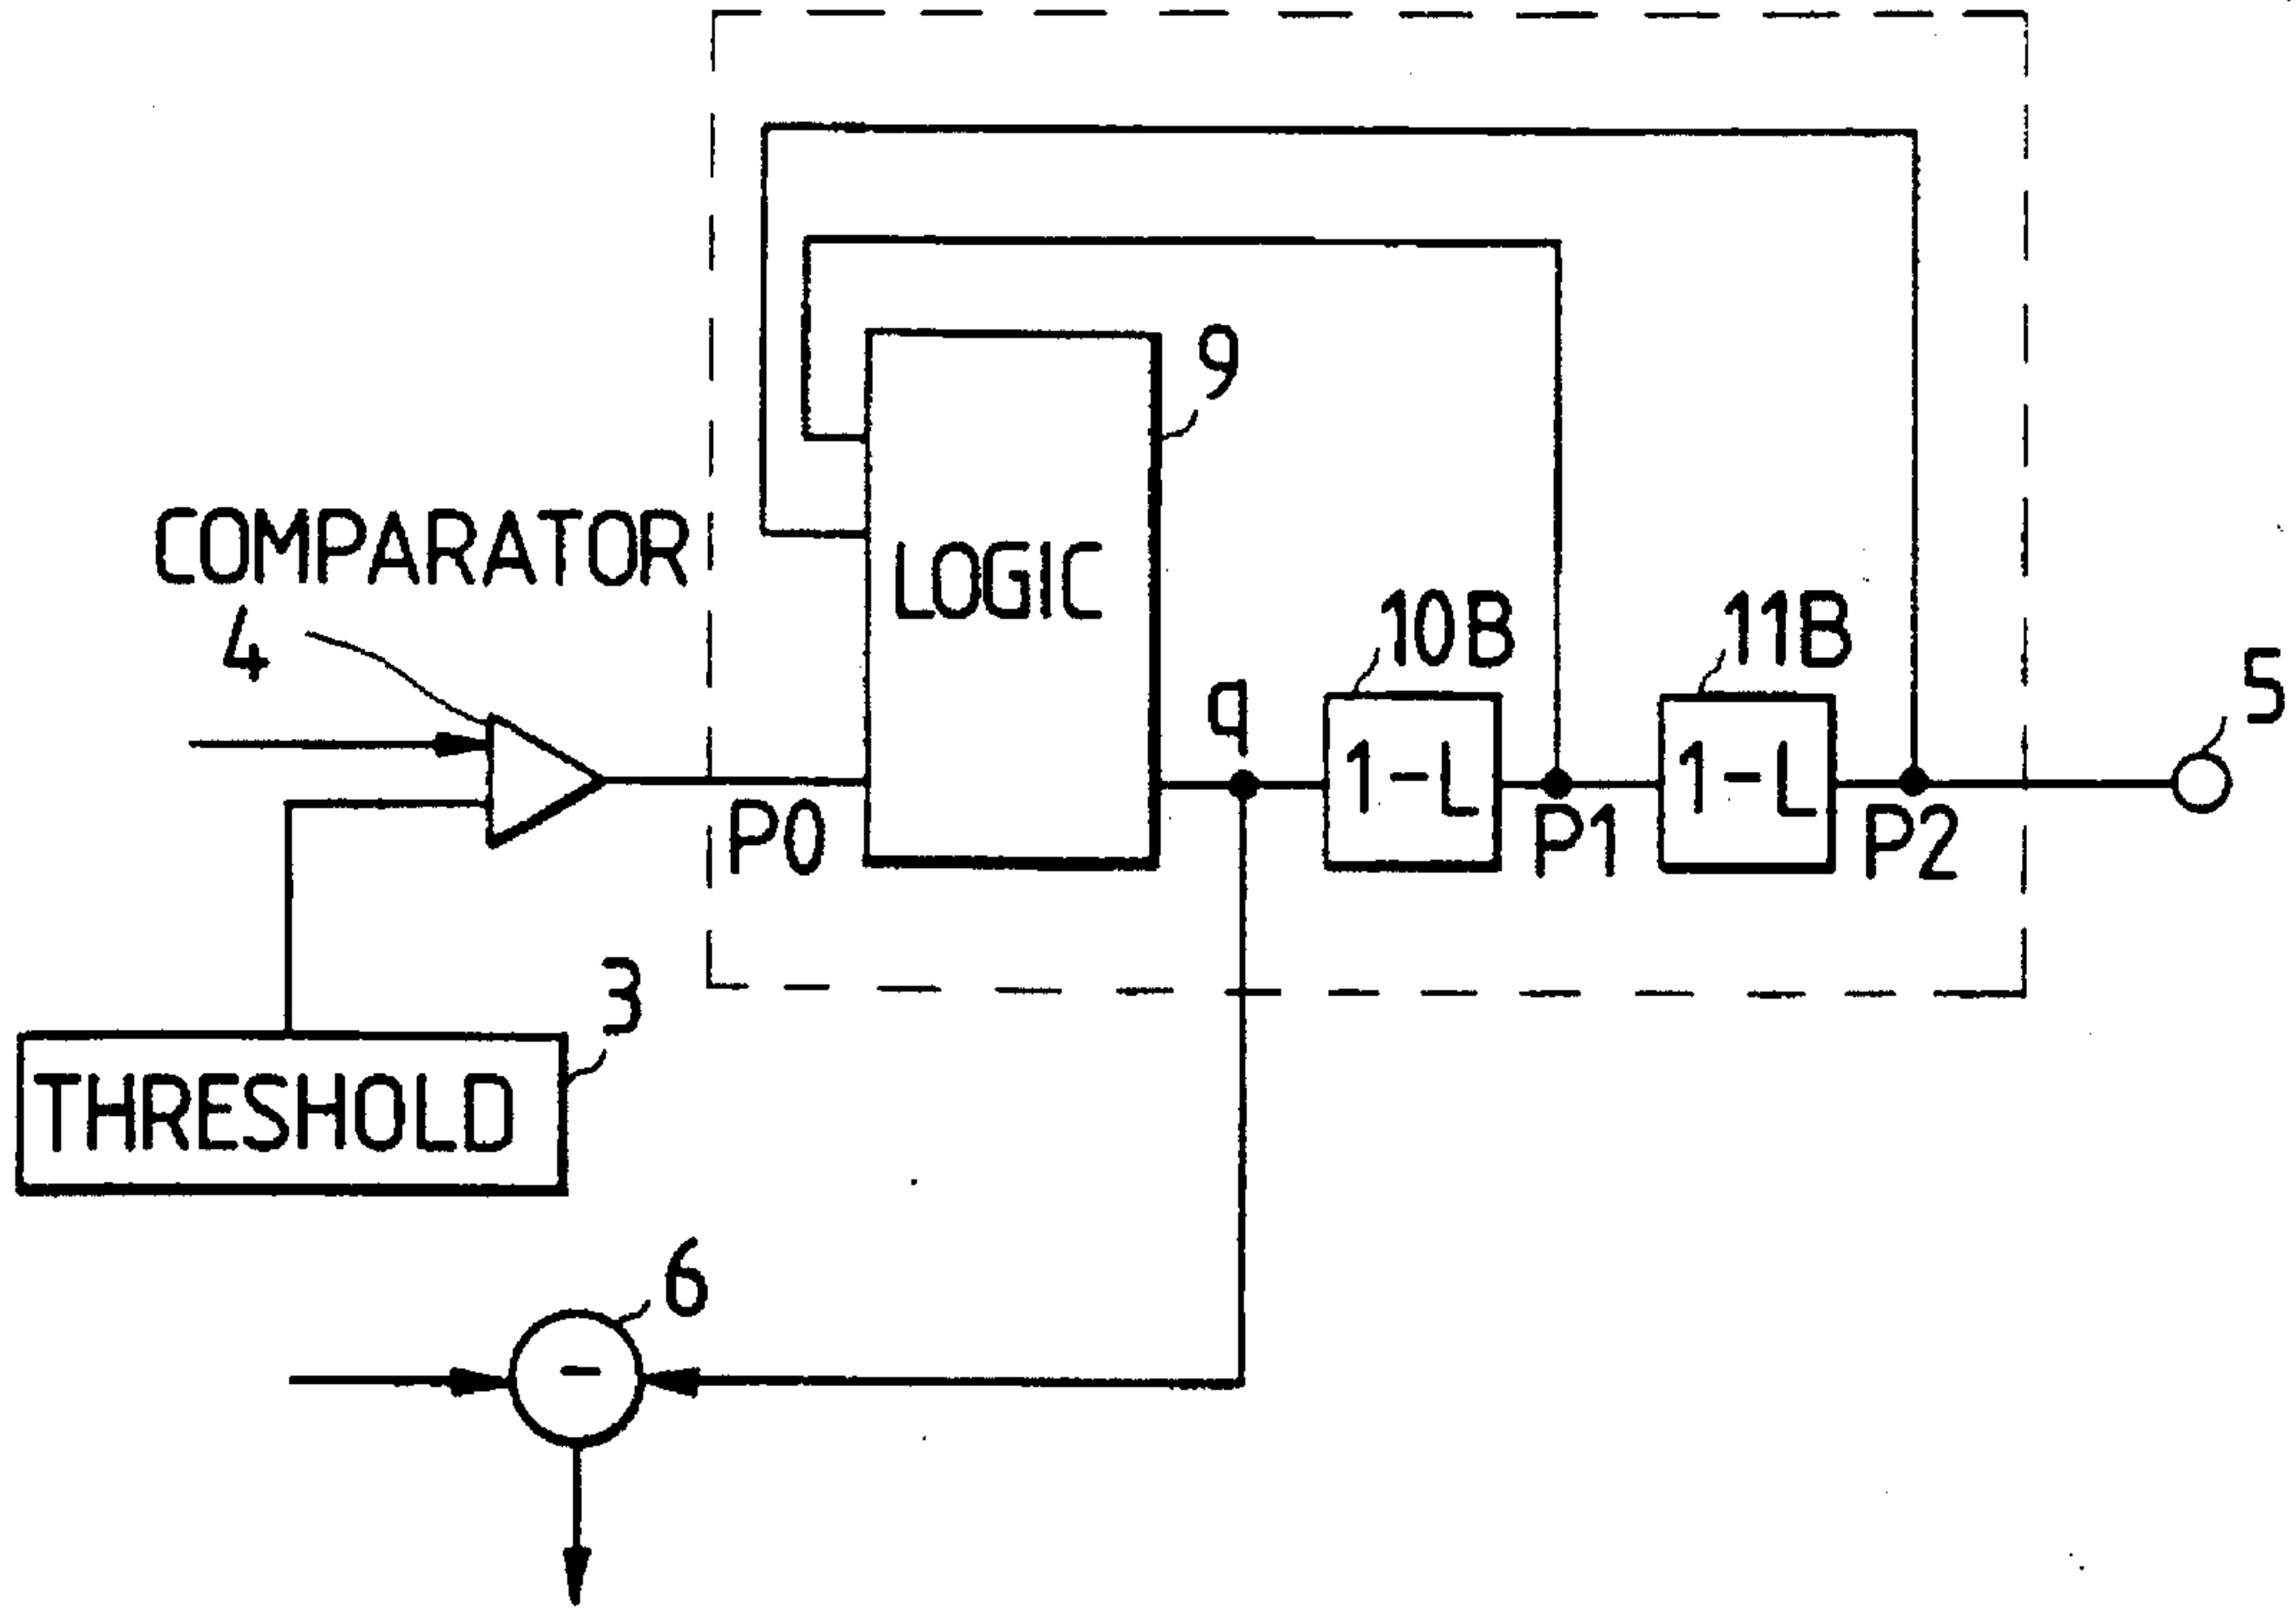 9
COMPARATOR
LOGIC
4
10B
11B
5
q
1-L
1-L
P0
P1
P2
3
THRESHOLD
6
-